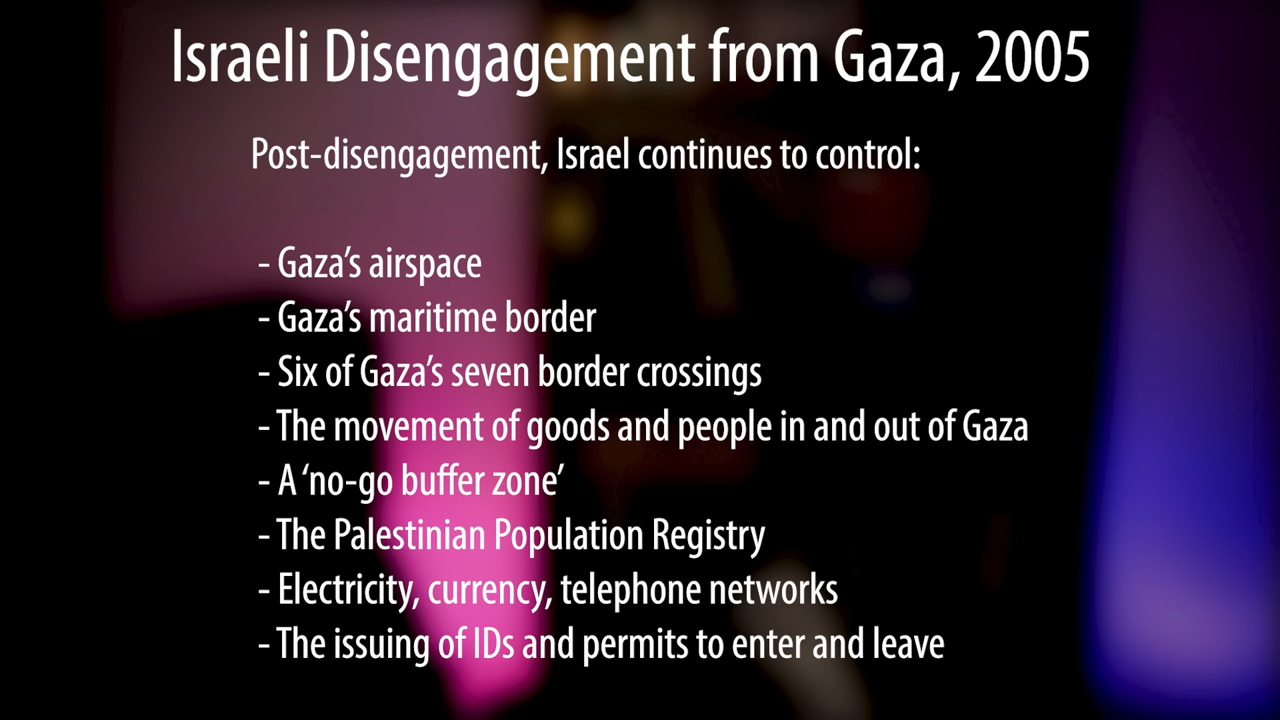 Israeli Disengagement from Gaza, 2005
Post-disengagement, Israel continues to control:
- Gaza’s airspace
- Gaza’s maritime border
- Six of Gaza’s seven border crossings
- The movement of goods and people in and out of Gaza
- A ‘no-go buffer zone’
- The Palestinian Population Registry
- Electricity, currency, telephone networks
- The issuing of IDs and permits to enter and leave